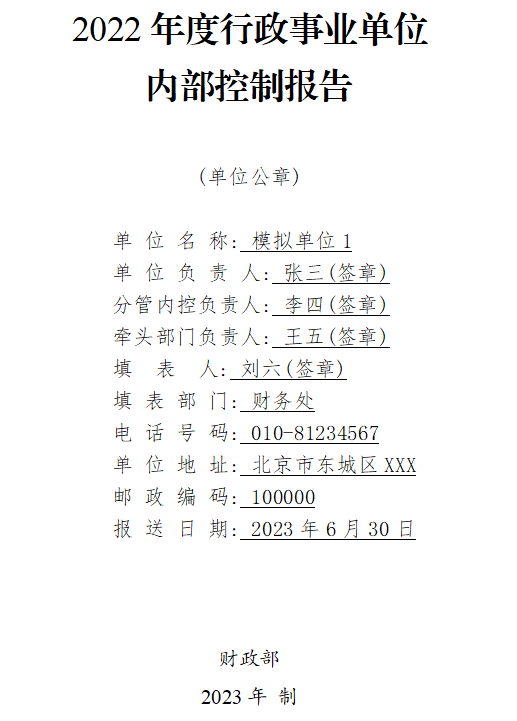 2022 年度行政事业单位
内部控制报告
(单位公章)
单 位 名 称: 模拟单位 1
单 位 负 责 人: 张三(签章)
分管内控负责人: 李四(签章)
牵头部门负责人: 王五(签章)
填 表 人: 刘六(签章)
填 表 部 门: 财务处
电 话 号 码: 010-81234567
单 位 地 址: 北京市东城区 XXX
邮 政 编 码: 100000
报 送 日 期: 2023 年 6 月 30 日
财政部
2023 年 制